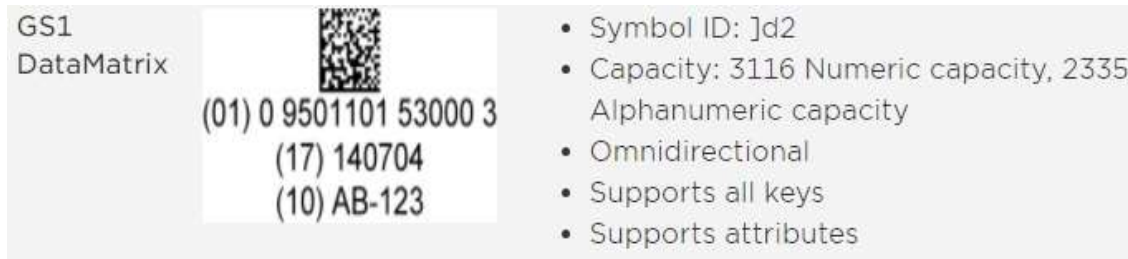 GS1
DataMatrix
(01) 0 9501101 53000 3
(17) 140704
(10) AB-123
• Symbol ID: ]d2
• Capacity: 3116 Numeric capacity, 2335
Alphanumeric capacity
• Omnidirectional
• Supports all keys
• Supports attributes